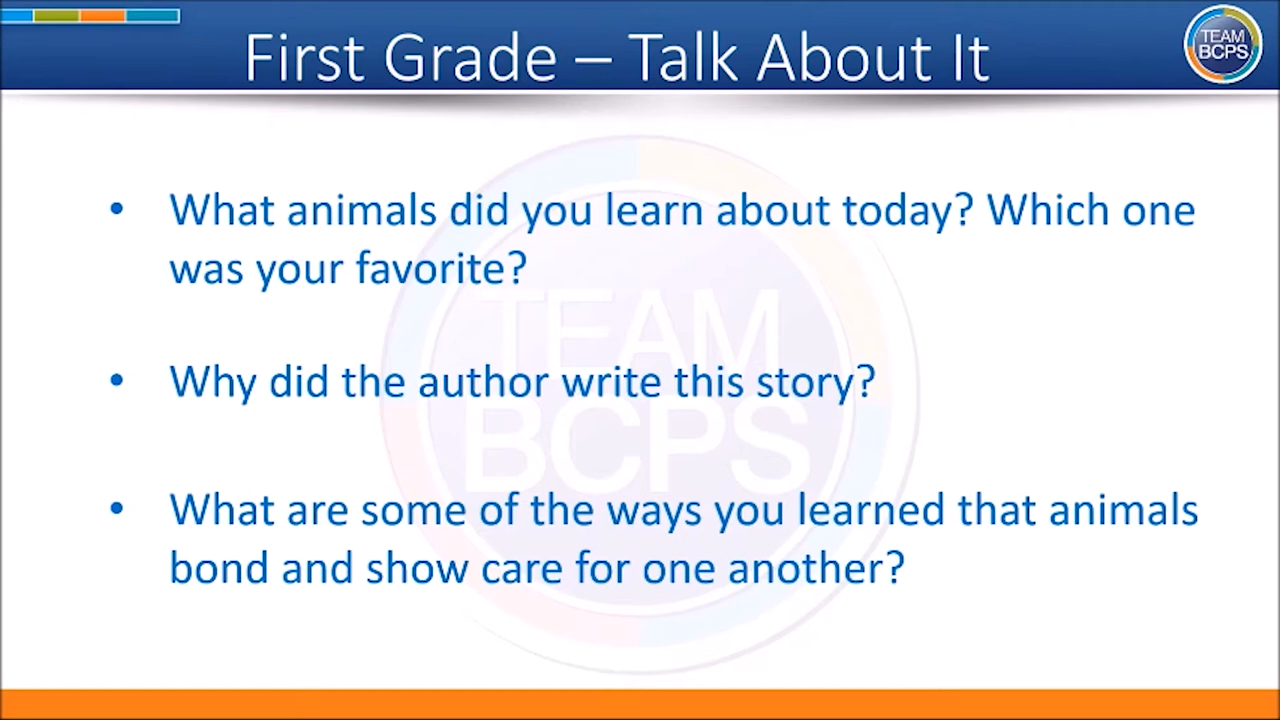 First Grade – Talk About It
TEAM
BCPS
• What animals did you learn about today? Which one
was your favorite?
• Why did the author write this story?
• What are some of the ways you learned that animals
bond and show care for one another?
TEAM
BCPS